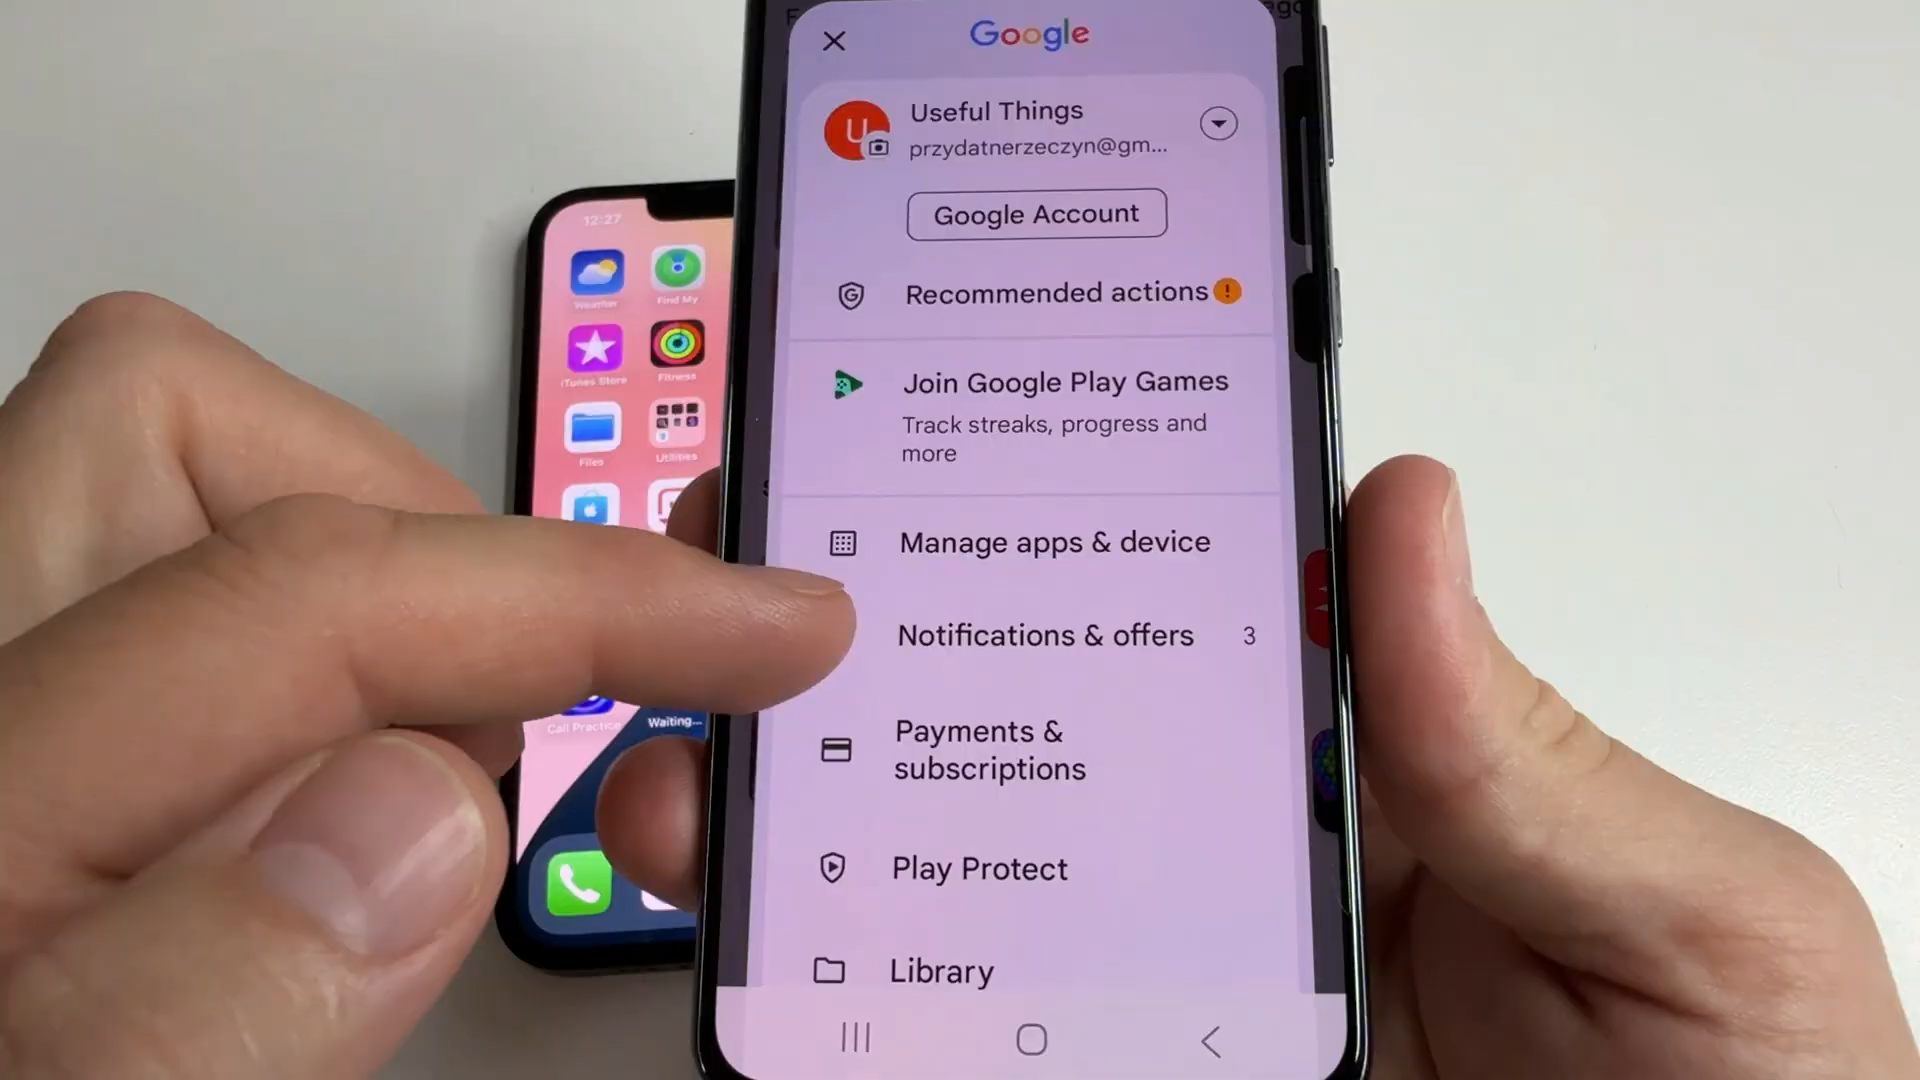 Google
Useful Things
U
przydatnerzeczyn@gm...
Google Account
Recommended actions
!
Join Google Play Games
Track streaks, progress and
more
Manage apps & device
Notifications & offers 3
Payments &
subscriptions
Play Protect
Library
12:27
Weather
Find My
iTunes Store
Fitness
Files
Utilities
Call Practice
Waiting...